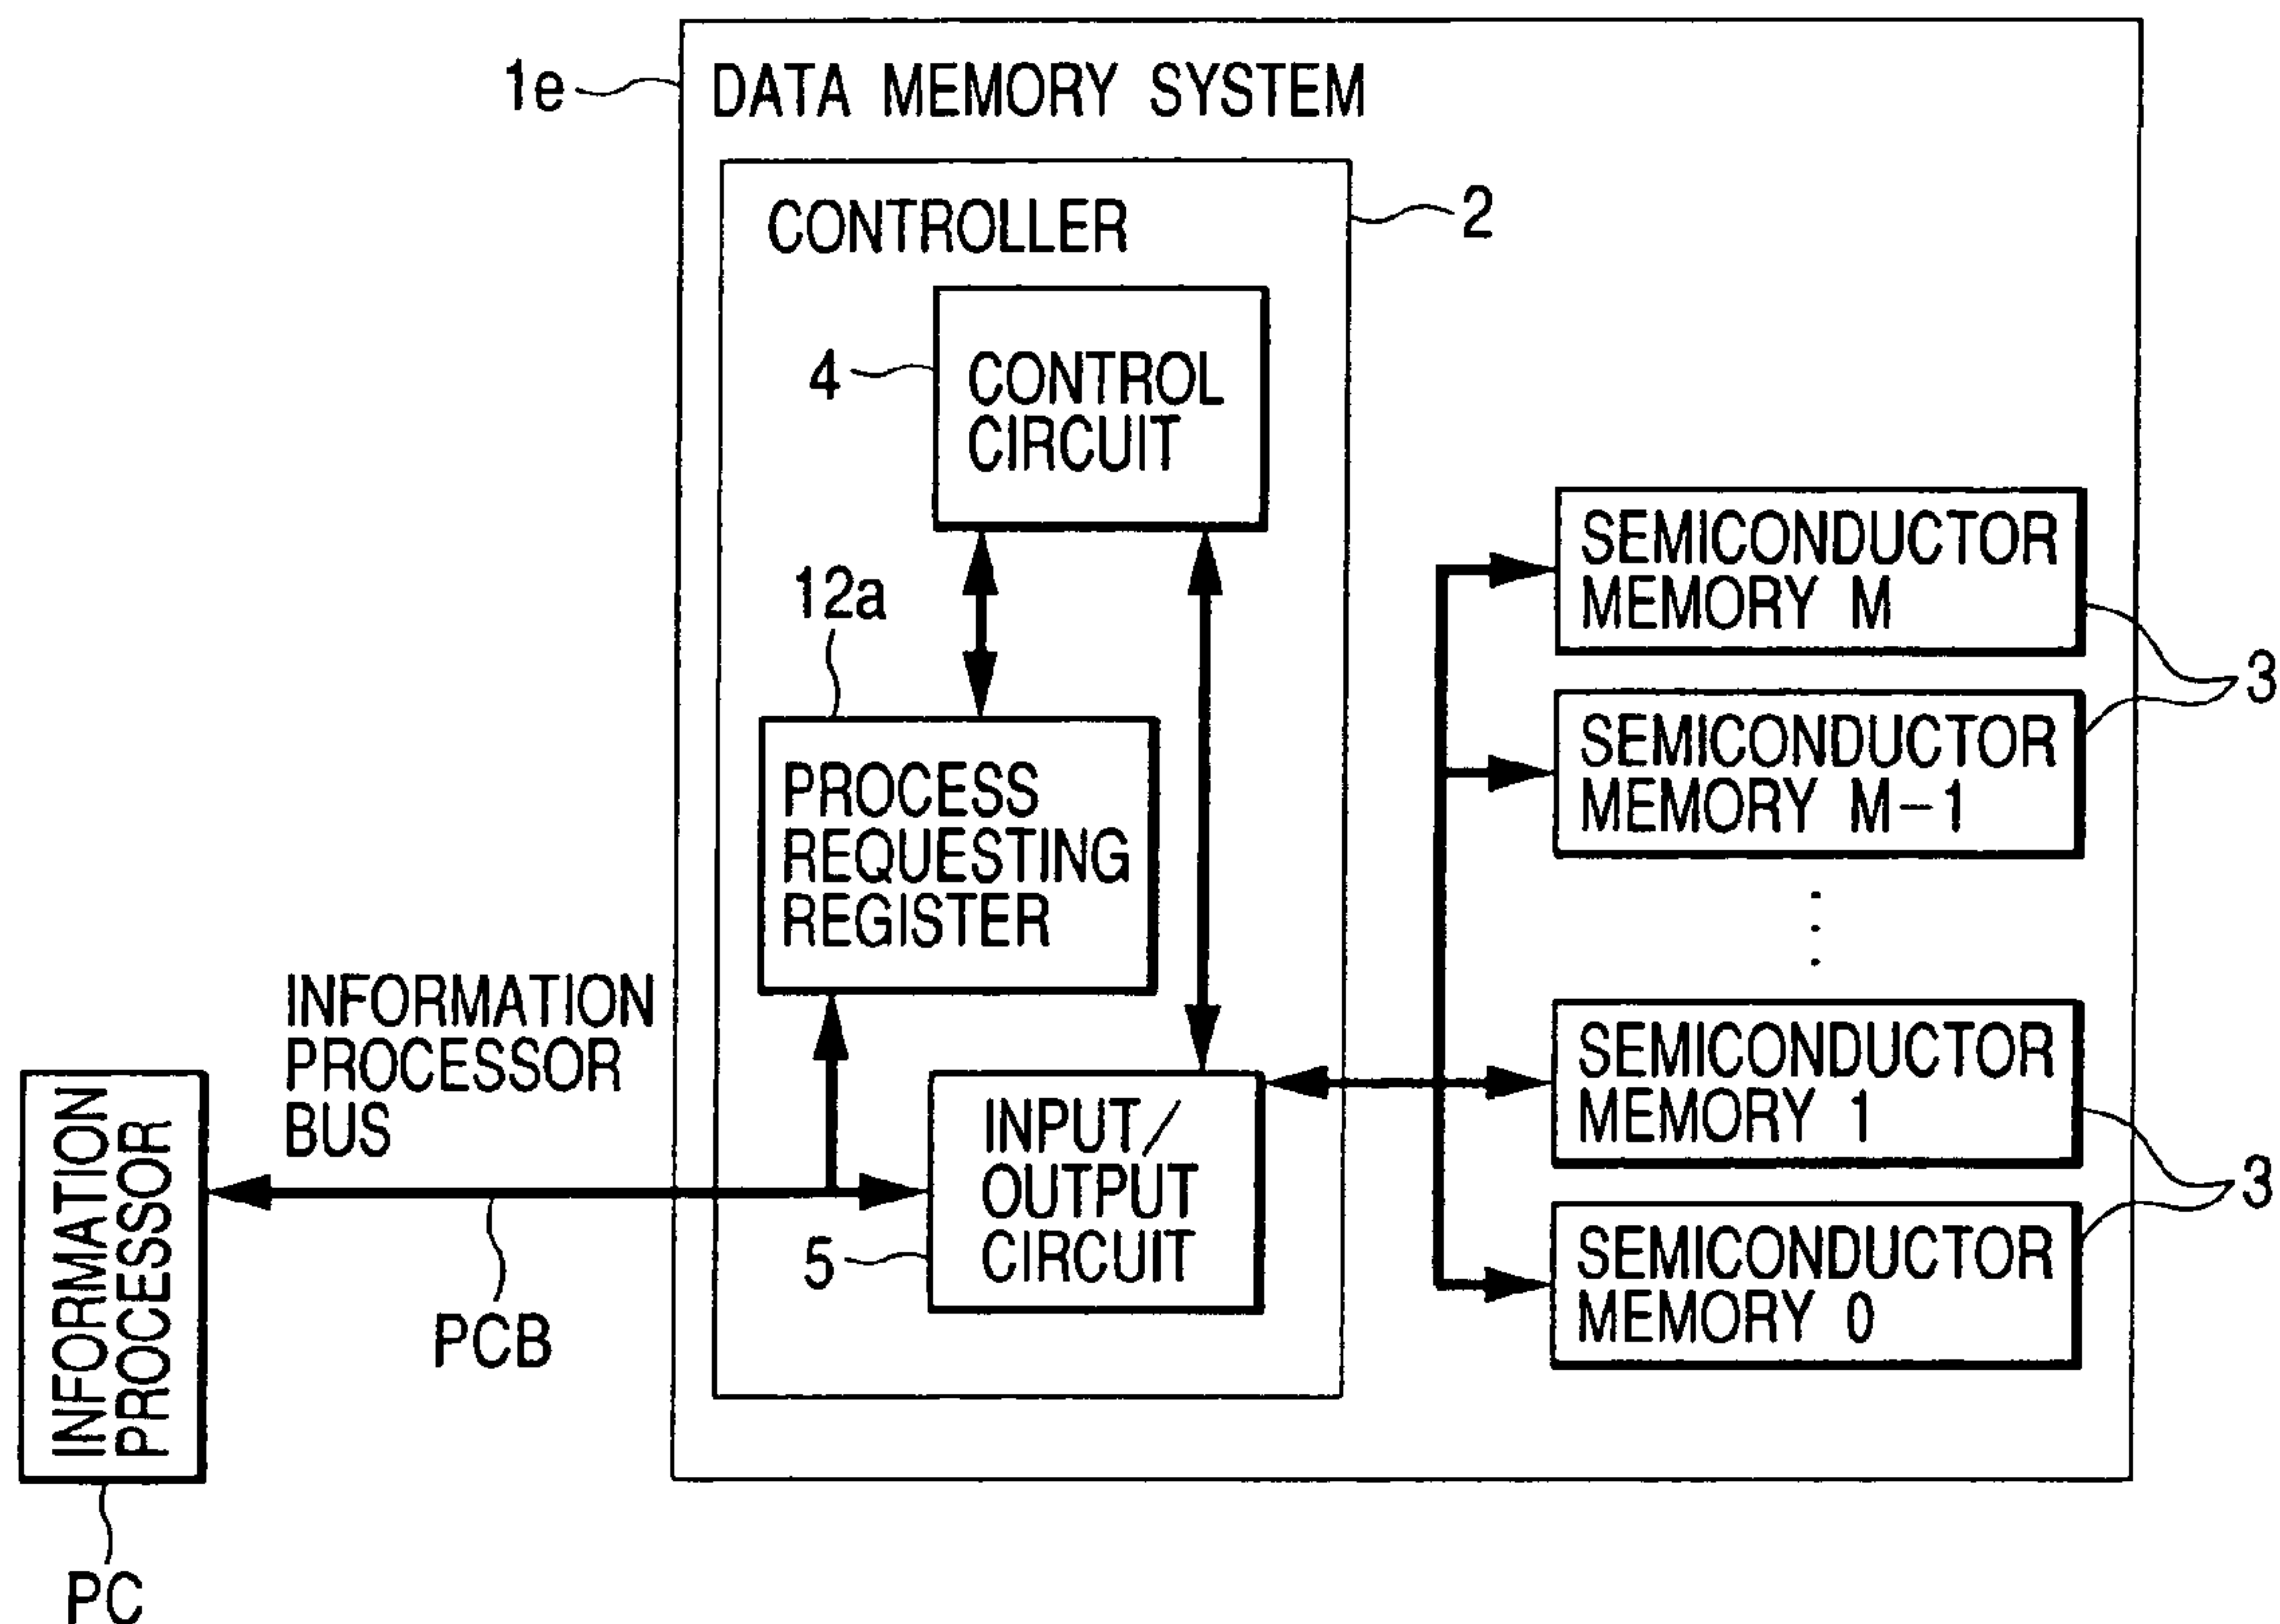 1e
DATA MEMORY SYSTEM
CONTROLLER
2
4
CONTROL
CIRCUIT
12a
PROCESS
REQUESTING
REGISTER
SEMICONDUCTOR
MEMORY M
SEMICONDUCTOR
MEMORY M-1
3
INFORMATION
PROCESSOR
BUS
INPUT/
OUTPUT
CIRCUIT
5
SEMICONDUCTOR
MEMORY 1
SEMICONDUCTOR
MEMORY 0
3
INFORMATION
PROCESSOR
PCB
PC